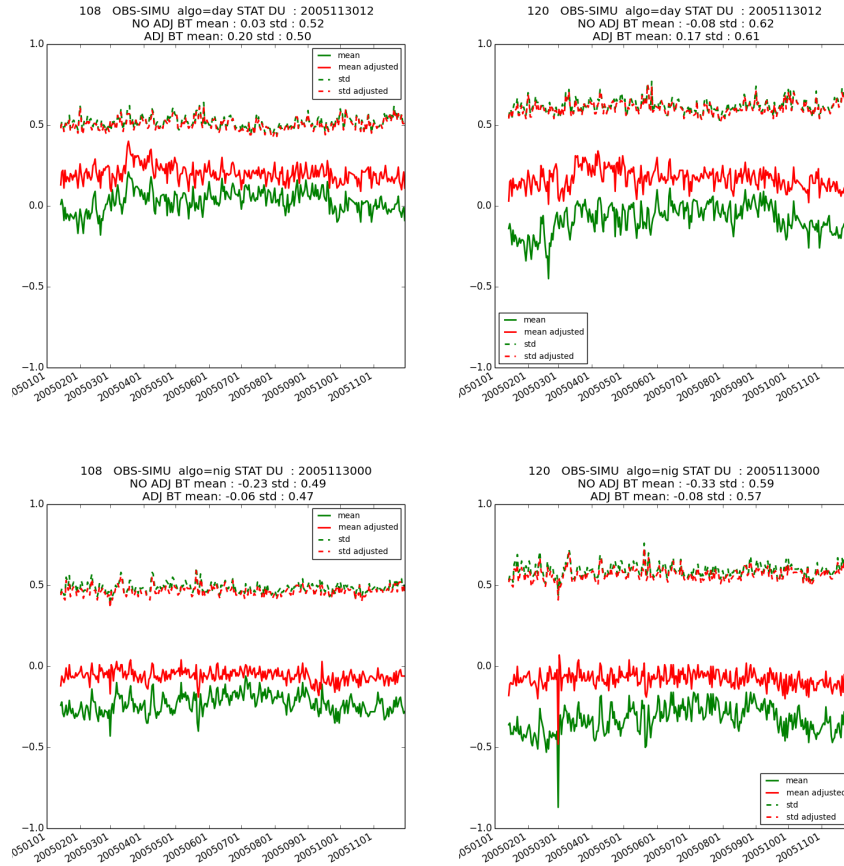 108 OBS-SIMU algo=day STAT DU : 2005113012
NO ADJ BT mean : 0.03 std : 0.52
ADJ BT mean: 0.20 std : 0.50
1.0
0.5
0.0
−0.5
−1.0
mean
mean adjusted
std
std adjusted
050101
20050201
20050301
20050401
20050501
20050601
20050701
20050801
20050901
20051001
20051101
120 OBS-SIMU algo=day STAT DU : 2005113012
NO ADJ BT mean : -0.08 std : 0.62
ADJ BT mean: 0.17 std : 0.61
1.0
0.5
0.0
−0.5
−1.0
mean
mean adjusted
std
std adjusted
050101
20050201
20050301
20050401
20050501
20050601
20050701
20050801
20050901
20051001
20051101
108 OBS-SIMU algo=nig STAT DU : 2005113000
NO ADJ BT mean : -0.23 std : 0.49
ADJ BT mean: -0.06 std : 0.47
1.0
0.5
0.0
−0.5
−1.0
mean
mean adjusted
std
std adjusted
050101
20050201
20050301
20050401
20050501
20050601
20050701
20050801
20050901
20051001
20051101
120 OBS-SIMU algo=nig STAT DU : 2005113000
NO ADJ BT mean : -0.33 std : 0.59
ADJ BT mean: -0.08 std : 0.57
1.0
0.5
0.0
−0.5
−1.0
mean
mean adjusted
std
std adjusted
050101
20050201
20050301
20050401
20050501
20050601
20050701
20050801
20050901
20051001
20051101